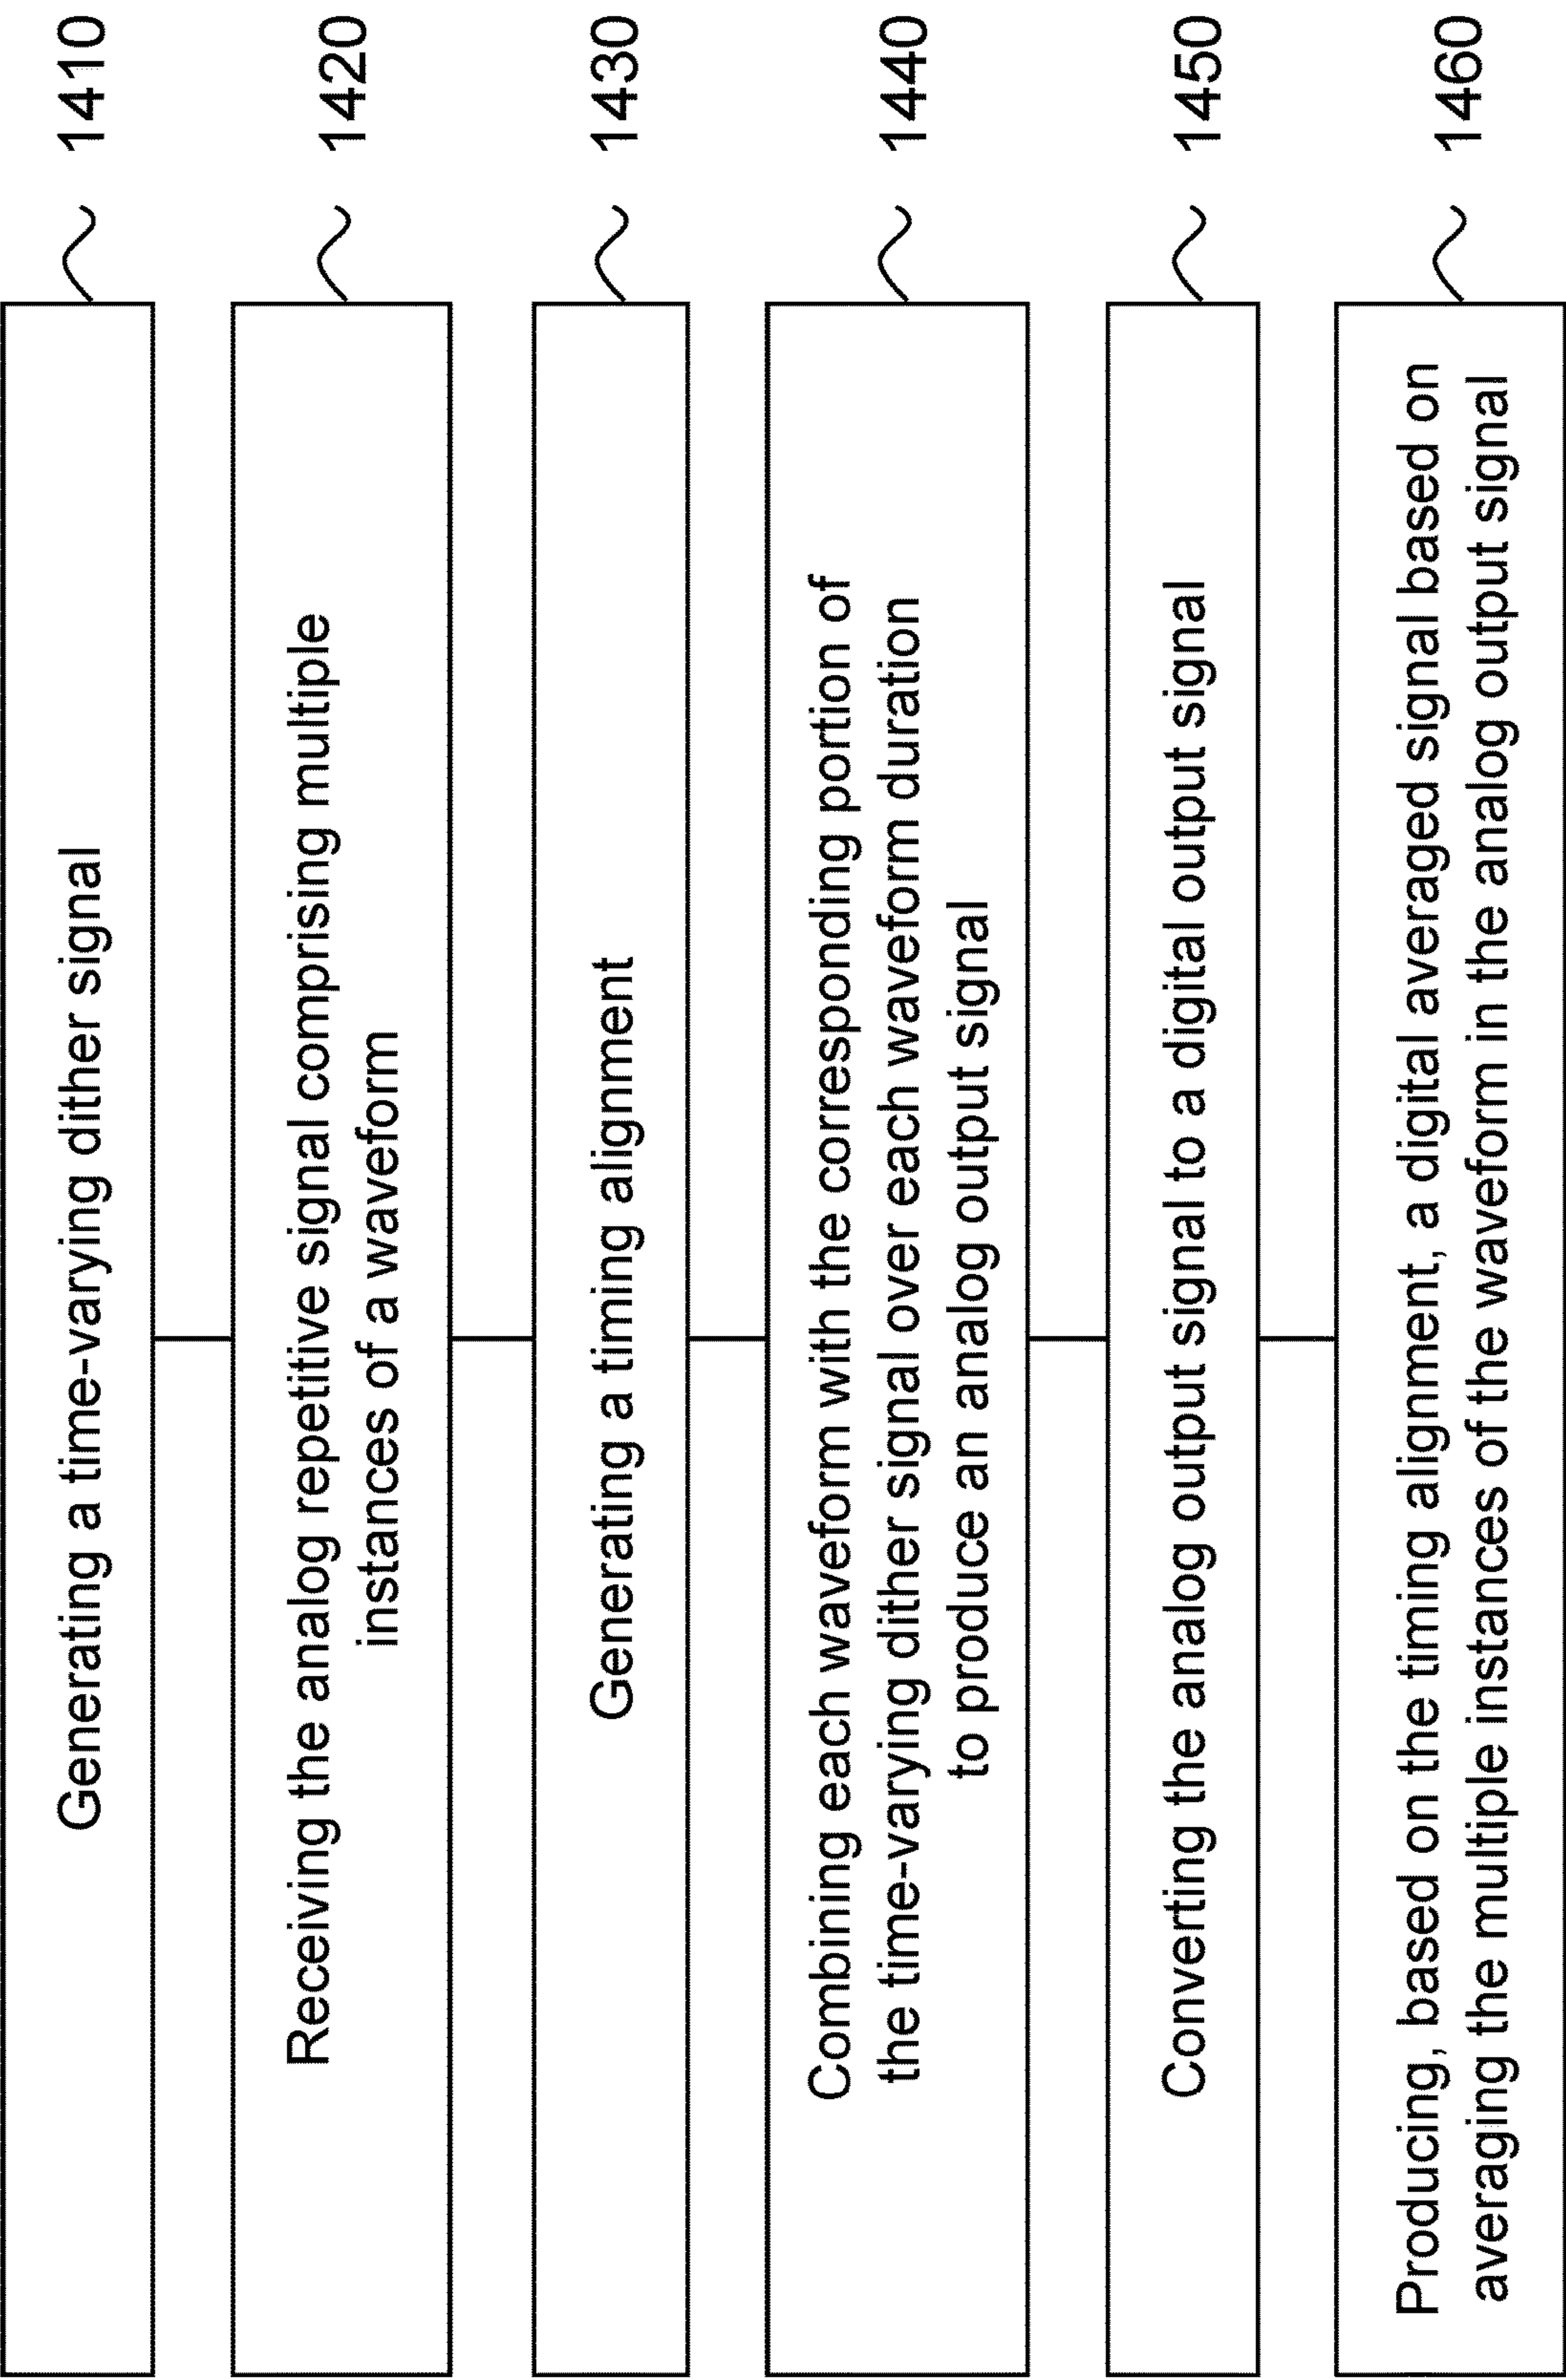 Generating a time-varying dither signal
1410
Receiving the analog repetitive signal comprising multiple
instances of a waveform
1420
Generating a timing alignment
1430
Combining each waveform with the corresponding portion of
the time-varying dither signal over each waveform duration
to produce an analog output signal
1440
Converting the analog output signal to a digital output signal
1450
Producing, based on the timing alignment, a digital averaged signal based on
averaging the multiple instances of the waveform in the analog output signal
1460